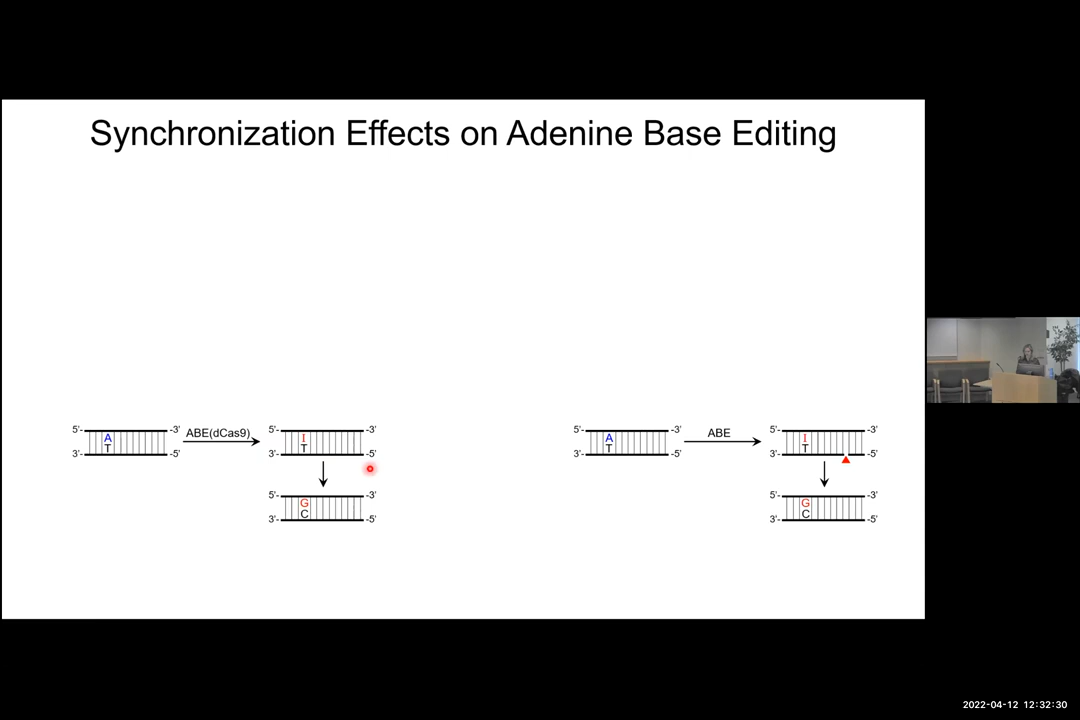 Synchronization Effects on Adenine Base Editing
5'- -3'
A
T
3'- -5'
ABE(dCas9)
5'- -3'
I
T
3'- -5'
5'- -3'
G
C
3'- -5'
5'- -3'
A
T
3'- -5'
ABE
5'- -3'
I
T
3'- -5'
5'- -3'
G
C
3'- -5'
2022-04-12 12:32:30